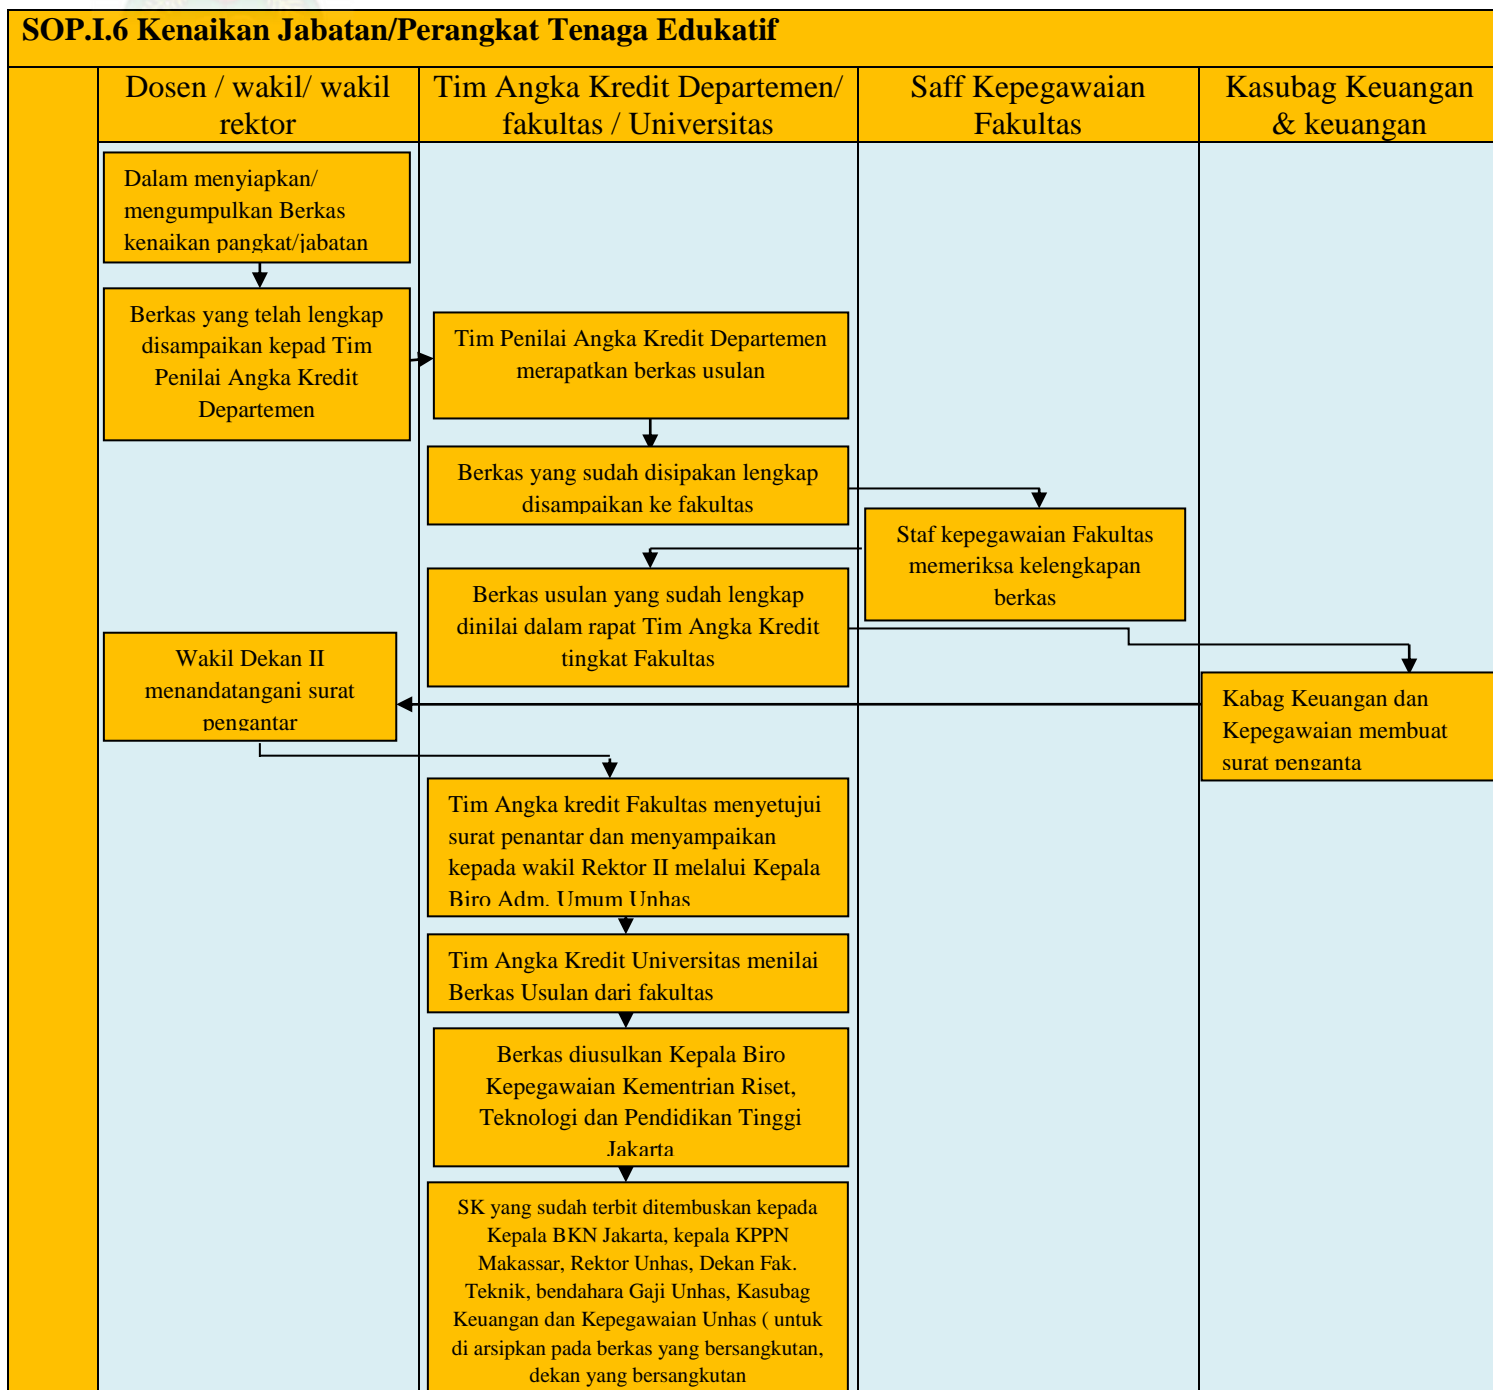 SOP.I.6 Kenaikan Jabatan/Perangkat Tenaga Edukatif
Dosen / wakil/ wakil
rektor
Tim Angka Kredit Departemen/
fakultas / Universitas
Saff Kepegawaian
Fakultas
Kasubag Keuangan
& keuangan
Dalam menyiapkan/
mengumpulkan Berkas
kenaikan pangkat/jabatan
Berkas yang telah lengkap
disampaikan kepad Tim
Penilai Angka Kredit
Departemen
Tim Penilai Angka Kredit Departemen
merapatkan berkas usulan
Berkas yang sudah disipakan lengkap
disampaikan ke fakultas
Staf kepegawaian Fakultas
memeriksa kelengkapan
berkas
Berkas usulan yang sudah lengkap
dinilai dalam rapat Tim Angka Kredit
tingkat Fakultas
Kabag Keuangan dan
Kepegawaian membuat
surat penganta
Wakil Dekan II
menandatangani surat
pengantar
Tim Angka kredit Fakultas menyetujui
surat penantar dan menyampaikan
kepada wakil Rektor II melalui Kepala
Biro Adm. Umum Unhas
Tim Angka Kredit Universitas menilai
Berkas Usulan dari fakultas
Berkas diusulkan Kepala Biro
Kepegawaian Kementrian Riset,
Teknologi dan Pendidikan Tinggi
Jakarta
SK yang sudah terbit ditembuskan kepada
Kepala BKN Jakarta, kepala KPPN
Makassar, Rektor Unhas, Dekan Fak.
Teknik, bendahara Gaji Unhas, Kasubag
Keuangan dan Kepegawaian Unhas ( untuk
di arsipkan pada berkas yang bersangkutan,
dekan yang bersangkutan